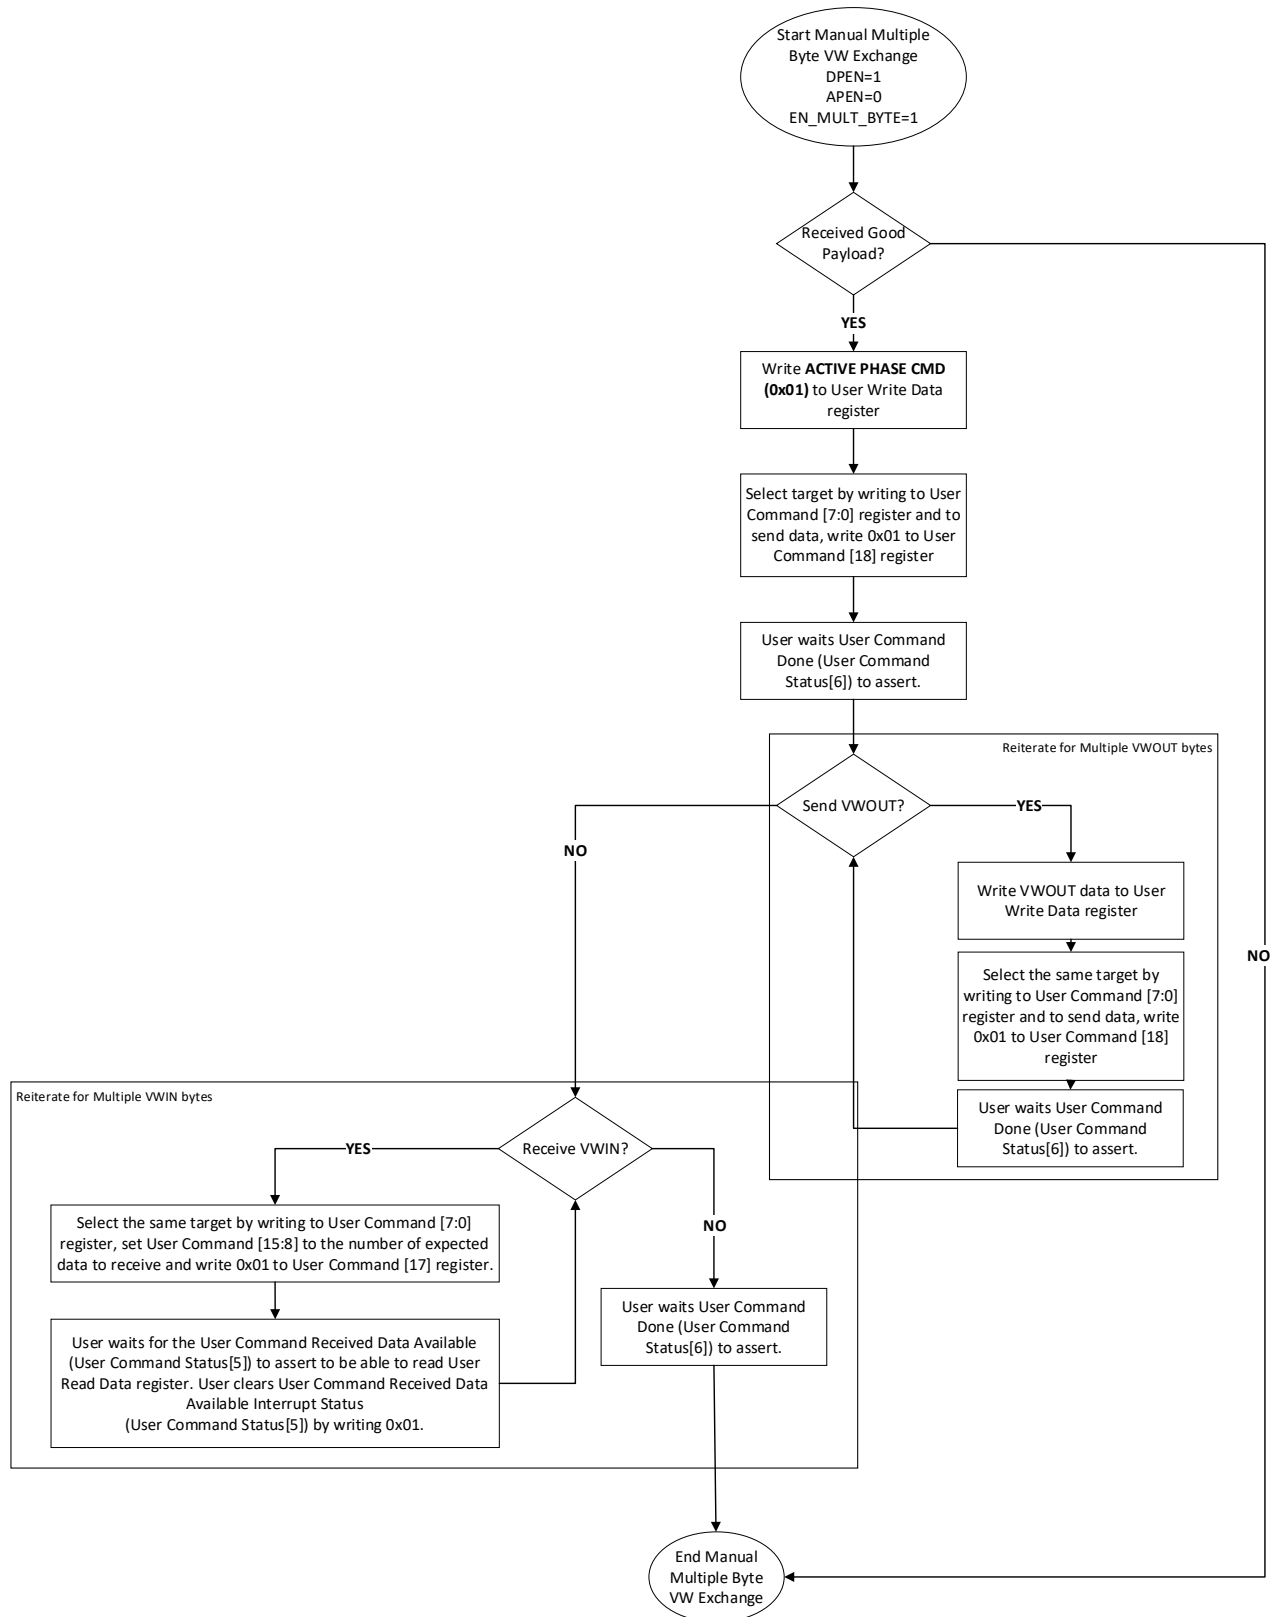 Start Manual Multiple
Byte VW Exchange
DPEN=1
APEN=0
EN_MULT_BYTE=1
Received Good
Payload?
YES
Write ACTIVE PHASE CMD
(0x01) to User Write Data
register
Select target by writing to User
Command [7:0] register and to
send data, write 0x01 to User
Command [18] register
User waits User Command
Done (User Command
Status[6]) to assert.
Reiterate for Multiple VWOUT bytes
Send VWOUT?
YES
NO
Write VWOUT data to User
Write Data register
NO
Select the same target by
writing to User Command [7:0]
register and to send data, write
0x01 to User Command [18]
register
User waits User Command
Done (User Command
Status[6]) to assert.
Reiterate for Multiple VWIN bytes
Receive VWIN?
YES
NO
Select the same target by writing to User Command [7:0]
register, set User Command [15:8] to the number of expected
data to receive and write 0x01 to User Command [17] register.
User waits User Command
Done (User Command
Status[6]) to assert.
User waits for the User Command Received Data Available
(User Command Status[5]) to assert to be able to read User
Read Data register. User clears User Command Received Data
Available Interrupt Status
(User Command Status[5]) by writing 0x01.
End Manual
Multiple Byte
VW Exchange